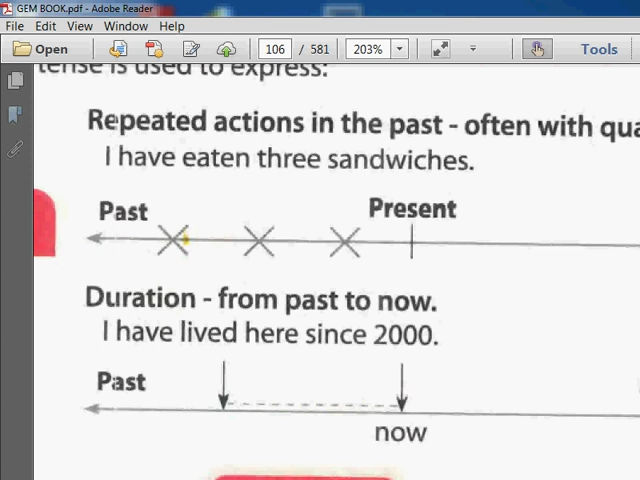 GEM BOOK.pdf - Adobe Reader
File Edit View Window Help
Open 106 / 581 203% Tools
tense is used to express:
Repeated actions in the past - often with qua
I have eaten three sandwiches.
Past Present
Duration - from past to now.
I have lived here since 2000.
Past
now